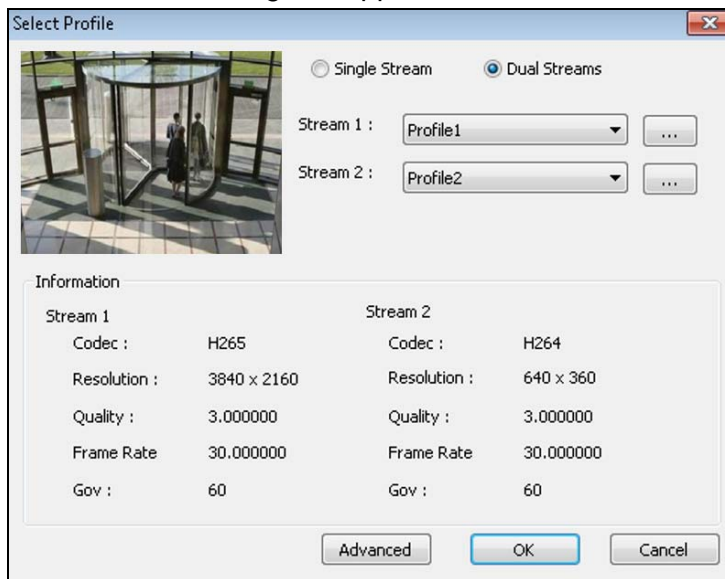 Select Profile
Single Stream Dual Streams
Stream 1 : Profile1 ...
Stream 2 : Profile2 ...
Information
Stream 1 Stream 2
Codec : H265 Codec : H264
Resolution : 3840 x 2160 Resolution : 640 x 360
Quality : 3.000000 Quality : 3.000000
Frame Rate 30.000000 Frame Rate 30.000000
Gov : 60 Gov : 60
Advanced OK Cancel